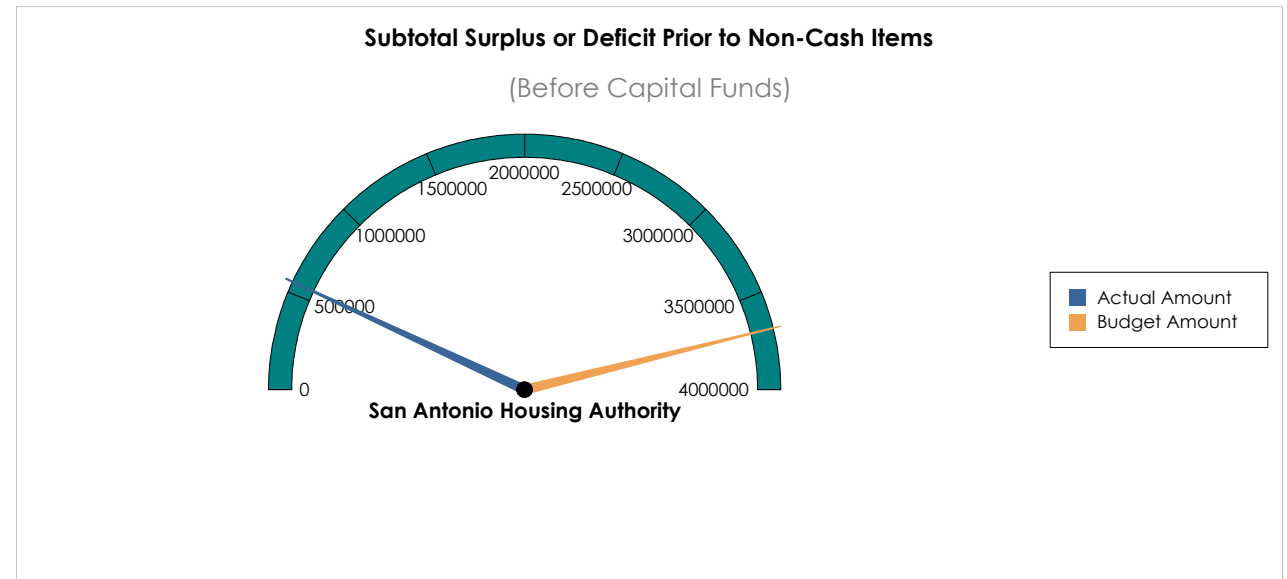 Subtotal Surplus or Deficit Prior to Non-Cash Items
(Before Capital Funds)
2000000
1500000
2500000
1000000
3000000
500000
3500000
0
4000000
San Antonio Housing Authority
Actual Amount
Budget Amount